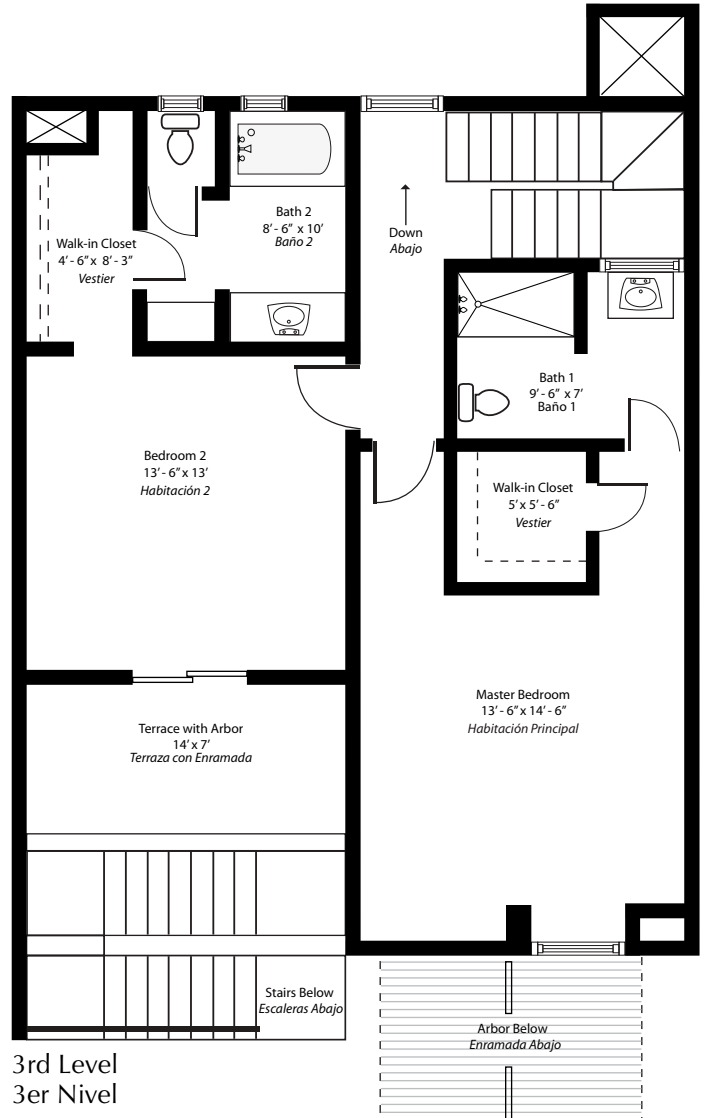 Walk-in Closet
4' - 6" x 8' - 3"
Vestier
Bath 2
8' - 6" x 10'
Baño 2
Down
Abajo
Bath 1
9' - 6" x 7'
Baño 1
Bedroom 2
13' - 6" x 13'
Habitación 2
Walk-in Closet
5' x 5' - 6"
Vestier
Master Bedroom
13' - 6" x 14' - 6"
Habitación Principal
Terrace with Arbor
14' x 7'
Terraza con Enramada
Stairs Below
Escaleras Abajo
Arbor Below
Enramada Abajo
3rd Level
3er Nivel